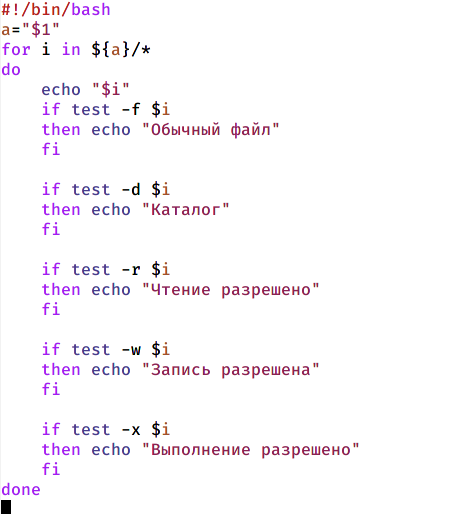 #!/bin/bash
a="$1"
for i in ${a}/*
do
    echo "$i"
    if test -f $i
    then echo "Обычный файл"
    fi

    if test -d $i
    then echo "Каталог"
    fi

    if test -r $i
    then echo "Чтение разрешено"
    fi

    if test -w $i
    then echo "Запись разрешена"
    fi

    if test -x $i
    then echo "Выполнение разрешено"
    fi
done